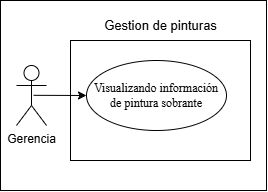 Gestion de pinturas
Visualizando información
de pintura sobrante
Gerencia